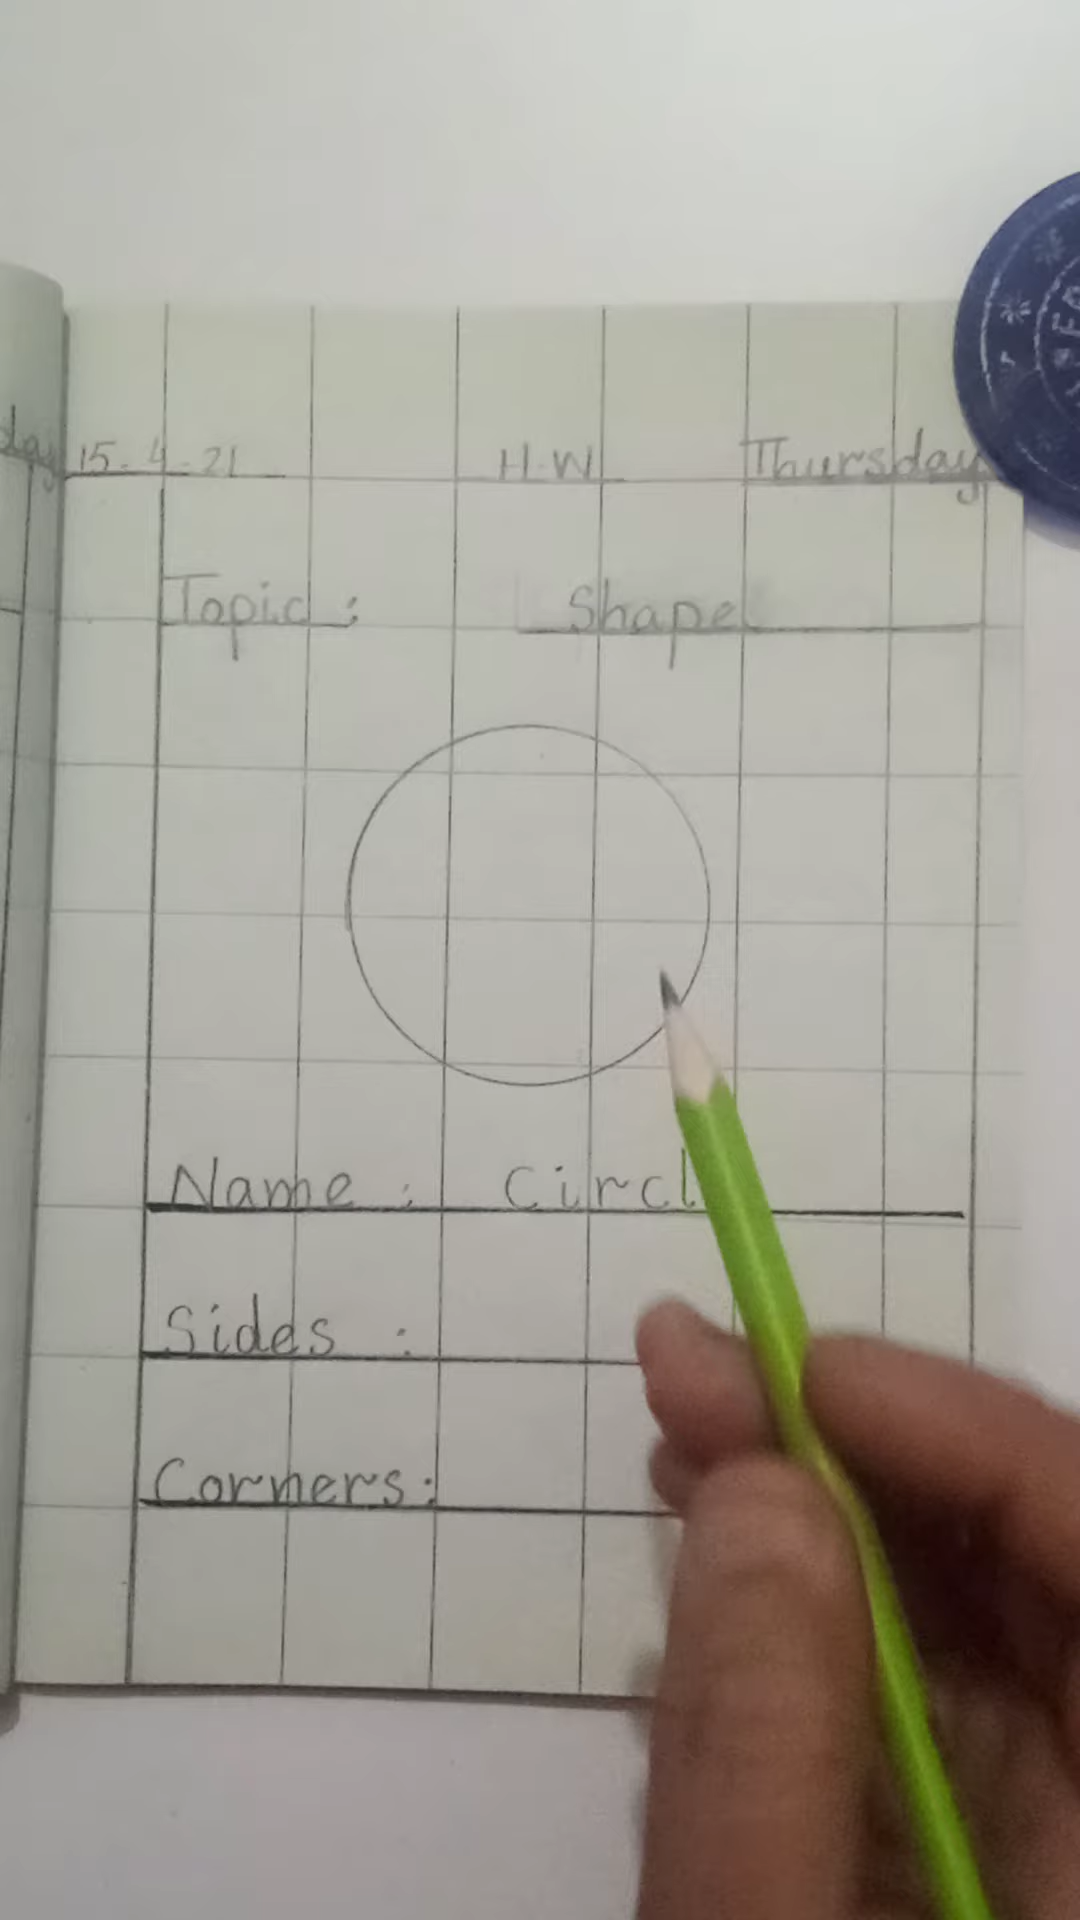 15-4-21 H-W Thursday
Topic : Shape
Name : Circl
Sides :
Corners: